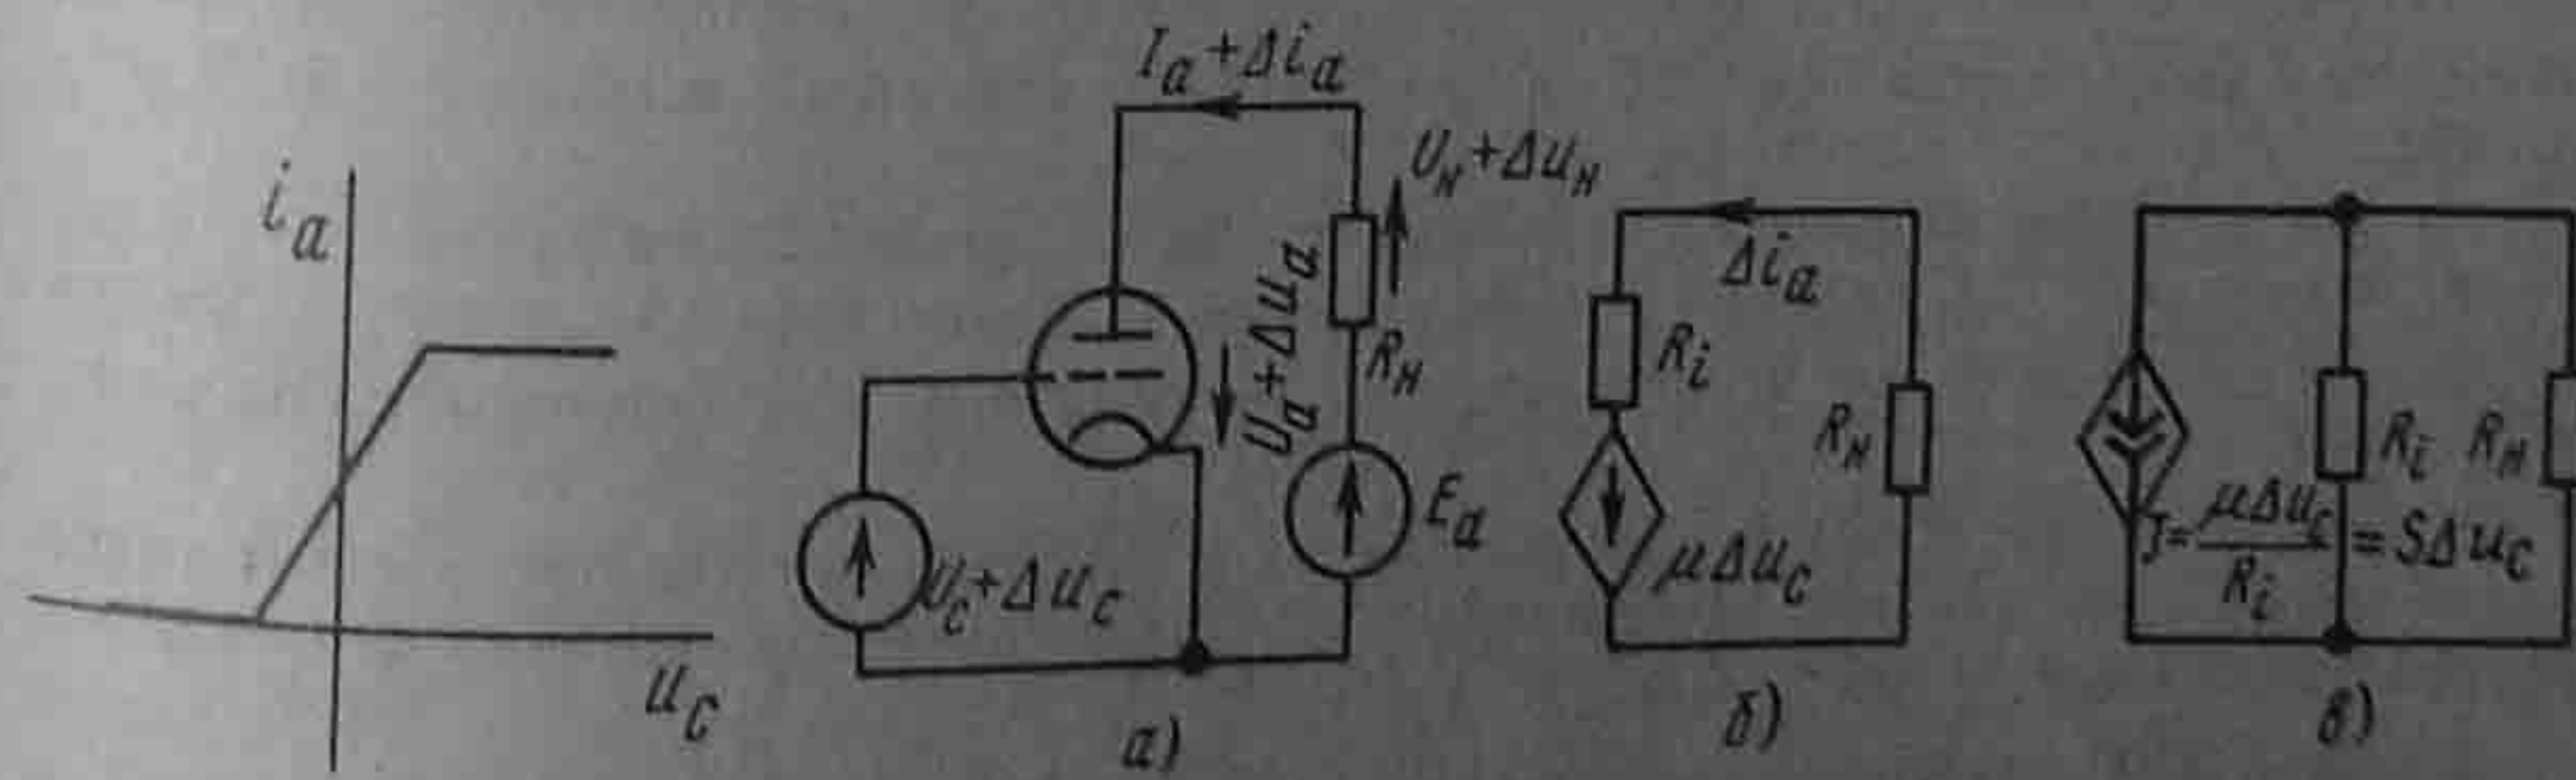 i_a
u_c
I_a+Δi_a
U_н+Δu_н
U_a+Δu_a
R_н
E_a
U_c+Δu_c
а)
Δi_a
R_i
R_н
μΔu_c
б)
R_i
R_н
J=μΔu_c/R_i=SΔu_c
в)